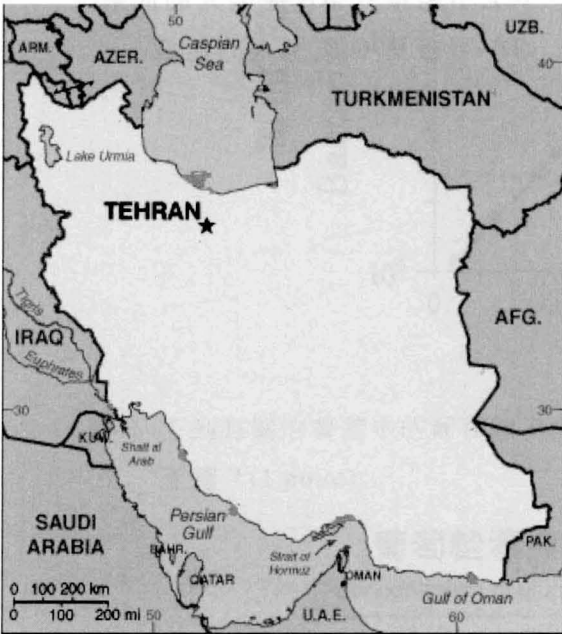 50
UZB.
ARM.
AZER.
Caspian
Sea
40
TURKMENISTAN
Lake Urmia
TEHRAN
Tigris
IRAQ
Euphrates
AFG.
30
30
KUW.
Shatt al
Arab
Persian
Gulf
SAUDI
ARABIA
BAHR.
QATAR
Strait of
Hormuz
OMAN
PAK.
Gulf of Oman
0 100 200 km
0 100 200 mi
50
U.A.E.
60